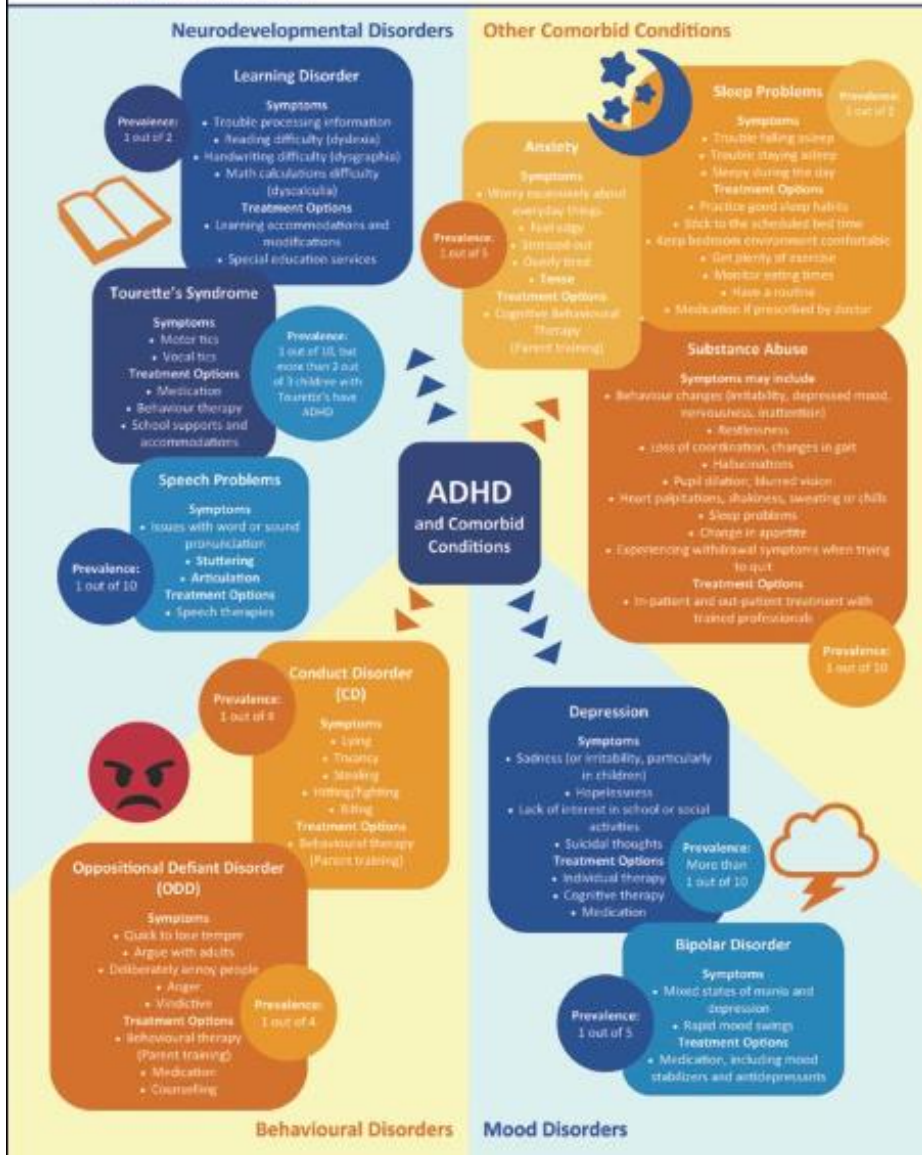 Neurodevelopmental Disorders
Learning Disorder
Prevalence:
1 out of 2
Symptoms
• Trouble processing information
• Reading difficulty (dyslexia)
• Handwriting difficulty (dysgraphia)
• Math calculations difficulty
(dyscalculia)
Treatment Options
• Learning accommodations and
modifications
• Special education services
Tourette's Syndrome
Symptoms
• Motor tics
• Vocal tics
Treatment Options
• Medication
• Behaviour therapy
• School supports and
accommodations
Prevalence:
1 out of 10, but
more than 2 out
of 3 children with
Tourette's have
ADHD
Speech Problems
Symptoms
• Issues with word or sound
pronunciation
• Stuttering
• Articulation
Treatment Options
• Speech therapies
Prevalence:
1 out of 10
Other Comorbid Conditions
Sleep Problems
Prevalence:
1 out of
Symptoms
• Trouble falling asleep
• Trouble staying asleep
• Sleepy during the day
Treatment Options
• Practice good sleep habits
• Stick to the scheduled bed time
• Keep bedroom environment comfortable
• Get plenty of exercise
• Monitor eating times
• Have a routine
• Medication if prescribed by doctor
Anxiety
Symptoms
• Worry excessively about
everyday things
• Feel edgy
• Stressed out
• Overly tired
• Tense
Treatment Options
• Cognitive Behavioural
Therapy
(Parent training)
Prevalence:
1 out of 5
Substance Abuse
Symptoms may include
• Behaviour changes (irritability, depressed mood,
nervousness, inattention)
• Restlessness
• Loss of coordination, changes in gait
• Hallucinations
• Pupil dilation, blurred vision
• Heart palpitations, shakiness, sweating or chills
• Sleep problems
• Change in appetite
• Experiencing withdrawal symptoms when trying
to quit
Treatment Options
• In-patient and out-patient treatment with
trained professionals
Prevalence:
1 out of 10
ADHD
and Comorbid
Conditions
Conduct Disorder
(CD)
Prevalence:
1 out of 4
Symptoms
• Lying
• Truancy
• Stealing
• Hitting/fighting
• Biting
Treatment Options
• Behavioural therapy
(Parent training)
Oppositional Defiant Disorder
(ODD)
Symptoms
• Quick to lose temper
• Argue with adults
• Deliberately annoy people
• Anger
• Vindictive
Treatment Options
• Behavioural therapy
(Parent training)
• Medication
• Counselling
Prevalence:
1 out of 4
Behavioural Disorders
Depression
Symptoms
• Sadness (or irritability, particularly
in children)
• Hopelessness
• Lack of interest in school or social
activities
• Suicidal thoughts
Treatment Options
• Individual therapy
• Cognitive therapy
• Medication
Prevalence:
More than
1 out of 10
Bipolar Disorder
Symptoms
• Mixed states of mania and
depression
• Rapid mood swings
Treatment Options
• Medication, including mood
stabilizers and antidepressants
Prevalence:
1 out of 5
Mood Disorders